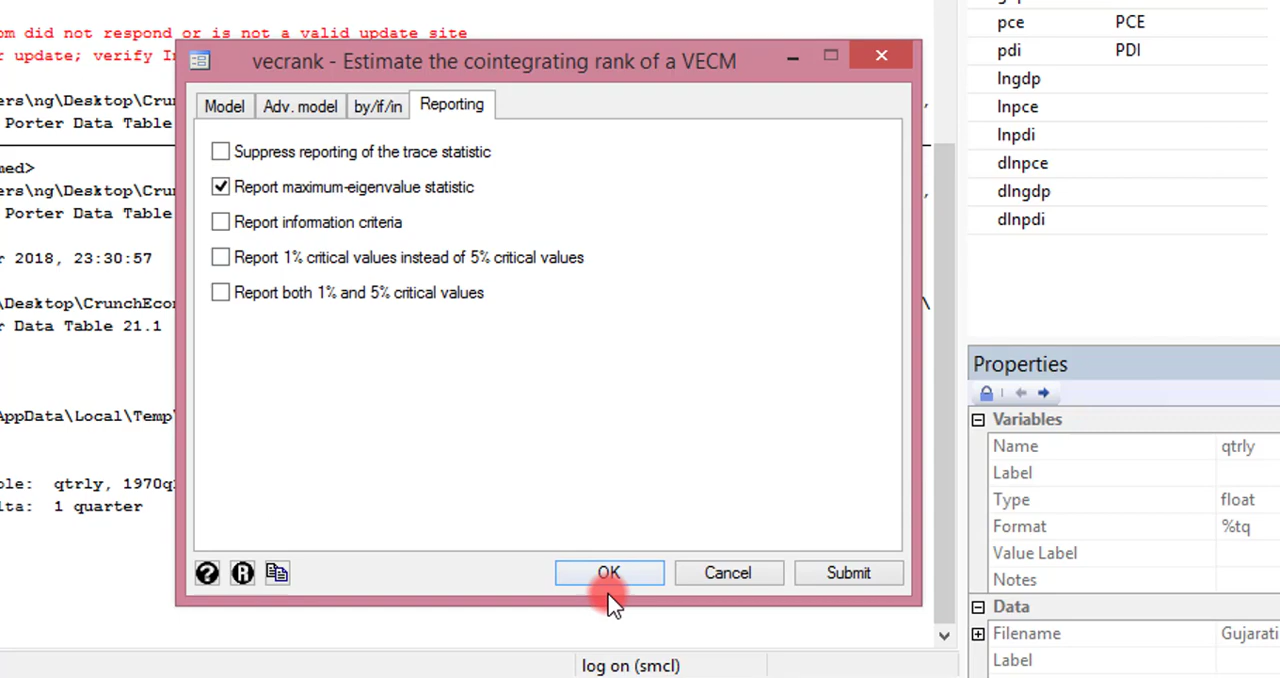 om did not respond or is not a valid update site
r update; verify In
ers\ng\Desktop\Crun
Porter Data Table
med>
ers\ng\Desktop\Crun
Porter Data Table
r 2018, 23:30:57
\Desktop\CrunchEcon
r Data Table 21.1
AppData\Local\Temp\
ble: qtrly, 1970q
lta: 1 quarter
vecrank - Estimate the cointegrating rank of a VECM
Model
Adv. model
by/if/in
Reporting
Suppress reporting of the trace statistic
Report maximum-eigenvalue statistic
Report information criteria
Report 1% critical values instead of 5% critical values
Report both 1% and 5% critical values
OK
Cancel
Submit
log on (smcl)
pce PCE
pdi PDI
lngdp
lnpce
lnpdi
dlnpce
dlngdp
dlnpdi
Properties
Variables
Name qtrly
Label
Type float
Format %tq
Value Label
Notes
Data
Filename Gujarati
Label